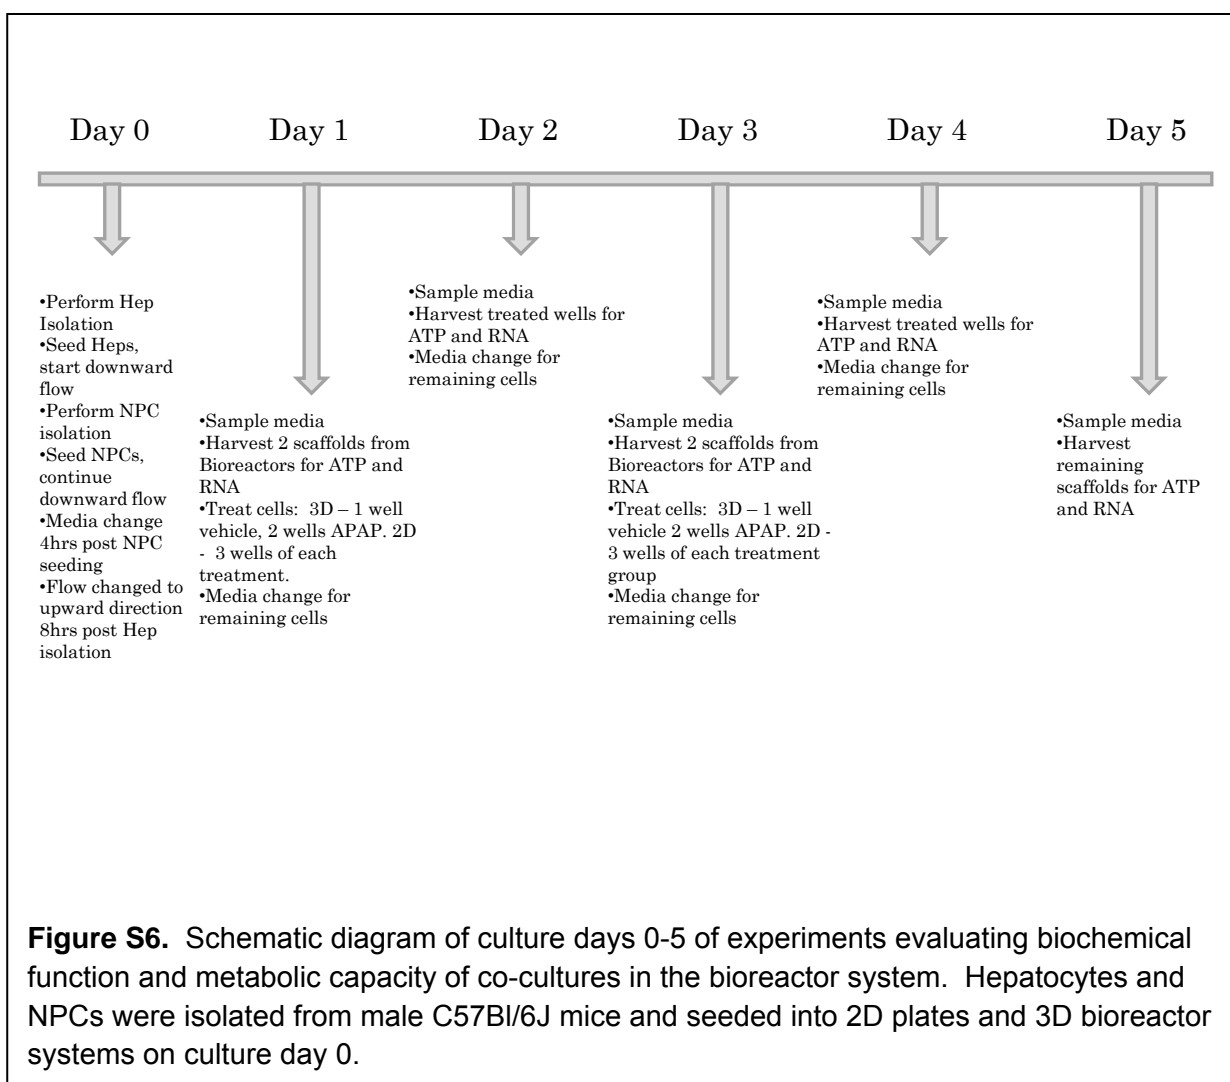 Day 0
Day 1
Day 2
Day 3
Day 4
Day 5
•Perform Hep
Isolation
•Seed Heps,
start downward
flow
•Perform NPC
isolation
•Seed NPCs,
continue
downward flow
•Media change
4hrs post NPC
seeding
•Flow changed to
upward direction
8hrs post Hep
isolation
•Sample media
•Harvest 2 scaffolds from
Bioreactors for ATP and
RNA
•Treat cells:  3D – 1 well
vehicle, 2 wells APAP. 2D
-  3 wells of each
treatment.
•Media change for
remaining cells
•Sample media
•Harvest treated wells for
ATP and RNA
•Media change for
remaining cells
•Sample media
•Harvest 2 scaffolds from
Bioreactors for ATP and
RNA
•Treat cells:  3D – 1 well
vehicle 2 wells APAP. 2D -
3 wells of each treatment
group
•Media change for
remaining cells
•Sample media
•Harvest treated wells for
ATP and RNA
•Media change for
remaining cells
•Sample media
•Harvest
remaining
scaffolds for ATP
and RNA
Figure S6.  Schematic diagram of culture days 0-5 of experiments evaluating biochemical
function and metabolic capacity of co-cultures in the bioreactor system.  Hepatocytes and
NPCs were isolated from male C57Bl/6J mice and seeded into 2D plates and 3D bioreactor
systems on culture day 0.